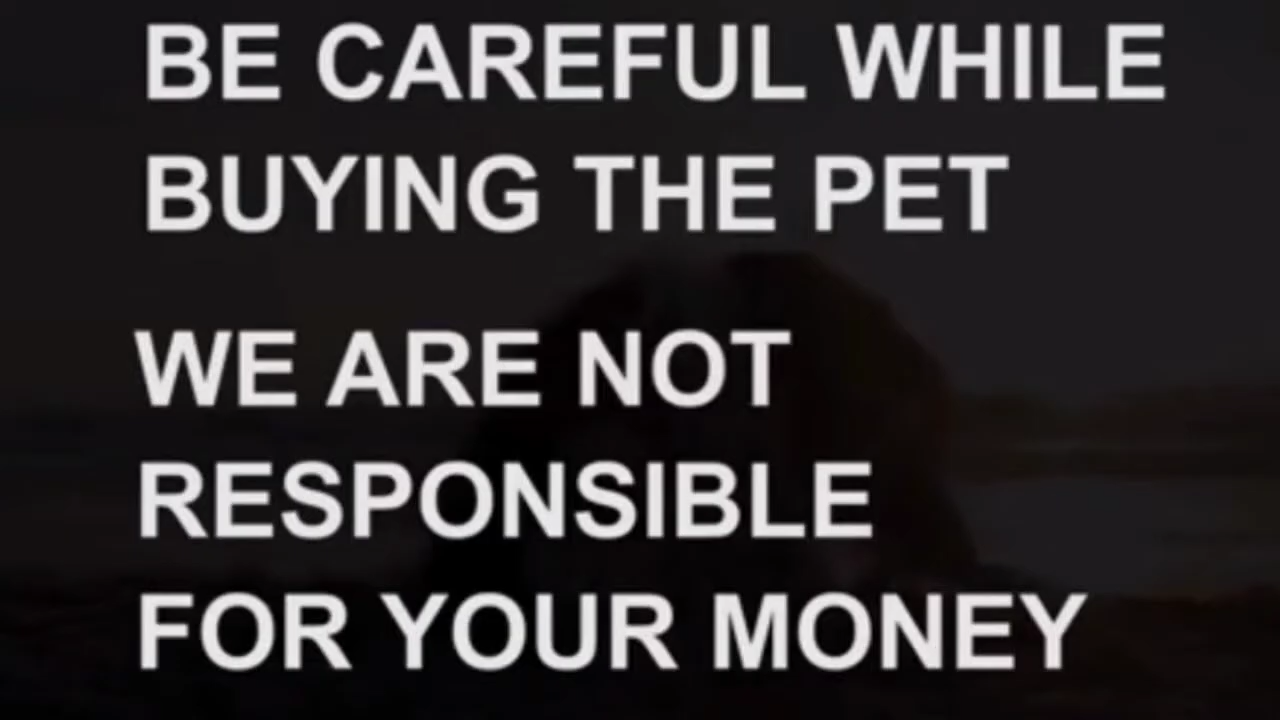 BE CAREFUL WHILE
BUYING THE PET
WE ARE NOT
RESPONSIBLE
FOR YOUR MONEY